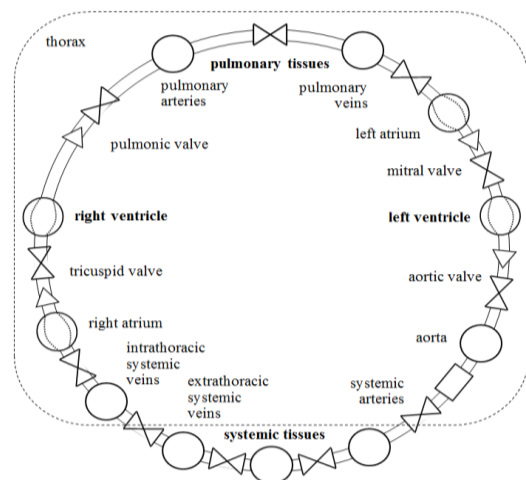 thorax
pulmonary tissues
pulmonary
arteries
pulmonary
veins
left atrium
pulmonic valve
mitral valve
right ventricle
left ventricle
tricuspid valve
aortic valve
right atrium
aorta
intrathoracic
systemic
veins
extrathoracic
systemic
veins
systemic
arteries
systemic tissues